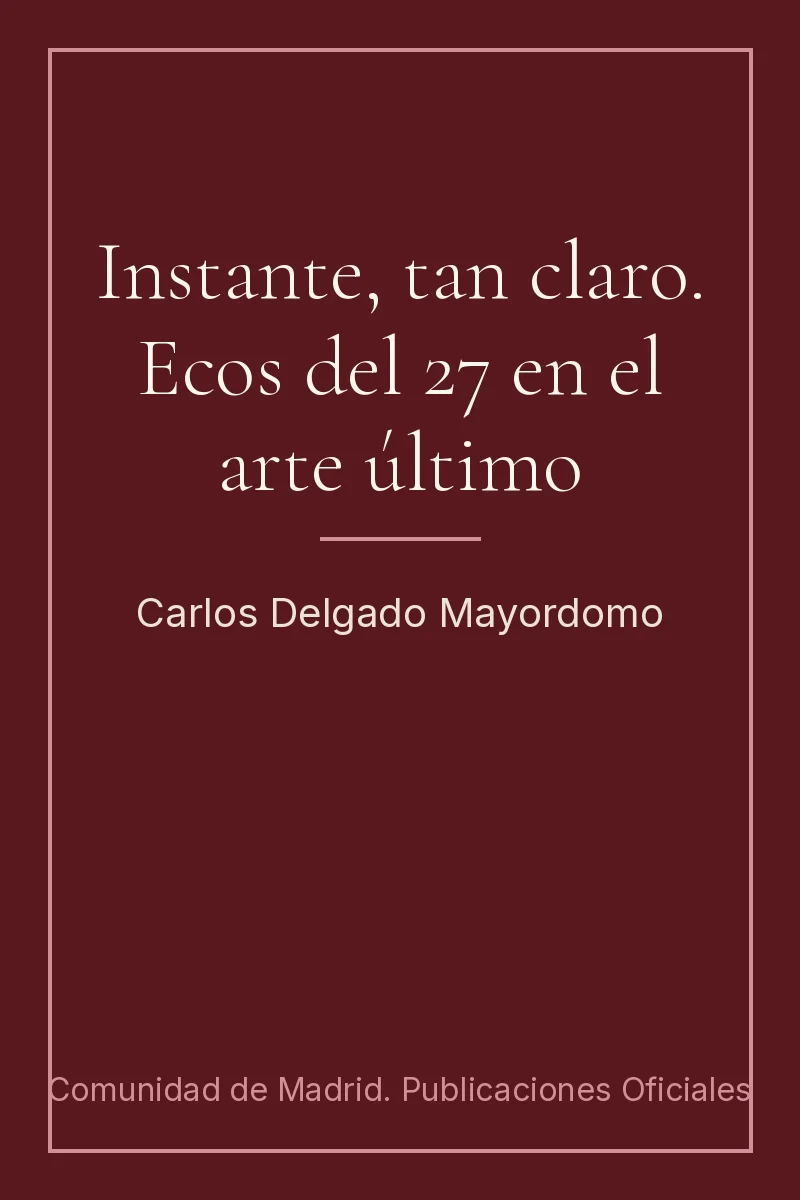 Instante, tan claro.
Ecos del 27 en el
arte último
Carlos Delgado Mayordomo
Comunidad de Madrid. Publicaciones Oficiales